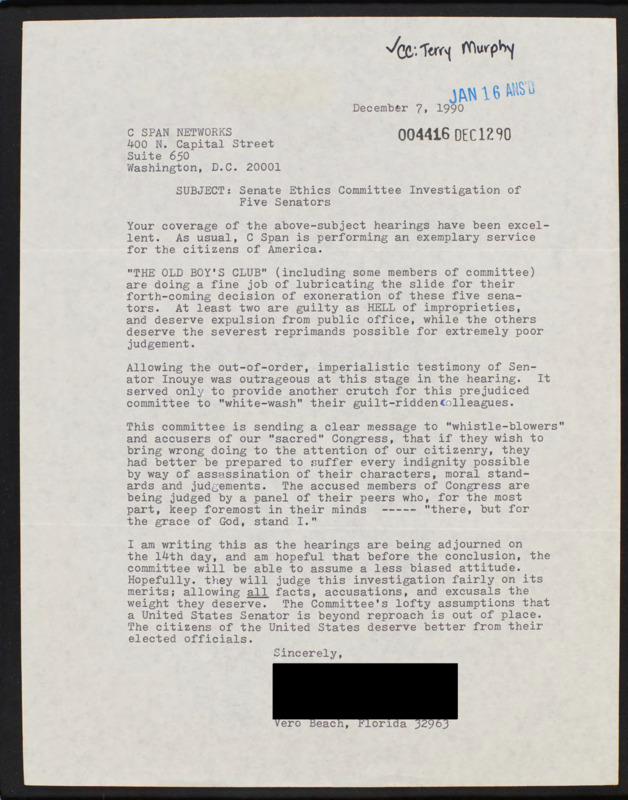 ✓cc: Terry Murphy
JAN 16 ANS'D
December 7, 1990
004416 DEC1290
C SPAN NETWORKS
400 N. Capital Street
Suite 650
Washington, D.C. 20001
SUBJECT: Senate Ethics Committee Investigation of
Five Senators
Your coverage of the above-subject hearings have been excel-
lent. As usual, C Span is performing an exemplary service
for the citizens of America.
"THE OLD BOY'S CLUB" (including some members of committee)
are doing a fine job of lubricating the slide for their
forth-coming decision of exoneration of these five sena-
tors. At least two are guilty as HELL of improprieties,
and deserve expulsion from public office, while the others
deserve the severest reprimands possible for extremely poor
judgement.
Allowing the out-of-order, imperialistic testimony of Sen-
ator Inouye was outrageous at this stage in the hearing. It
served only to provide another crutch for this prejudiced
committee to "white-wash" their guilt-ridden colleagues.
This committee is sending a clear message to "whistle-blowers"
and accusers of our "sacred" Congress, that if they wish to
bring wrong doing to the attention of our citizenry, they
had better be prepared to suffer every indignity possible
by way of assassination of their characters, moral stand-
ards and judgements. The accused members of Congress are
being judged by a panel of their peers who, for the most
part, keep foremost in their minds ----- "there, but for
the grace of God, stand I."
I am writing this as the hearings are being adjourned on
the 14th day, and am hopeful that before the conclusion, the
committee will be able to assume a less biased attitude.
Hopefully. they will judge this investigation fairly on its
merits; allowing all facts, accusations, and excusals the
weight they deserve. The Committee's lofty assumptions that
a United States Senator is beyond reproach is out of place.
The citizens of the United States deserve better from their
elected officials.
Sincerely,
Vero Beach, Florida 32963